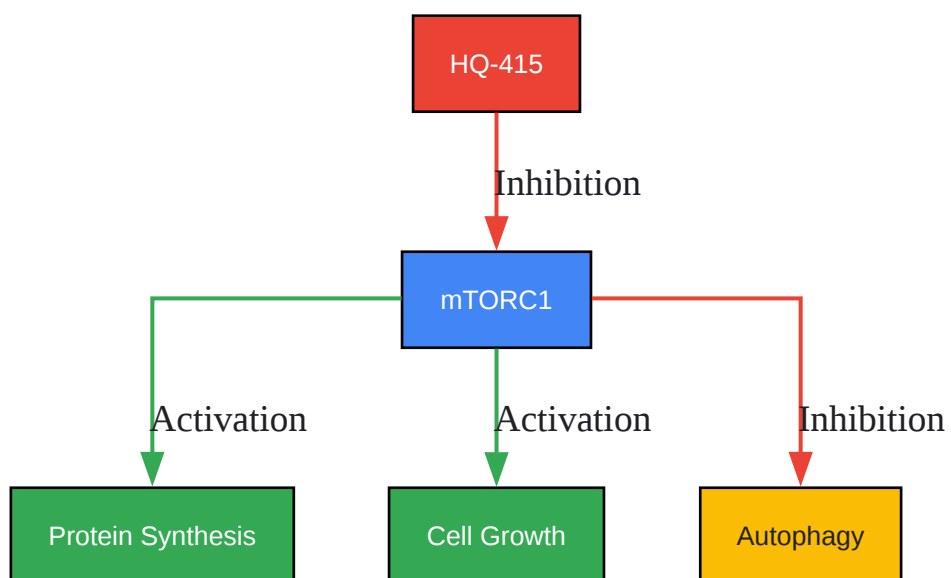 HQ-415
Inhibition
mTORC1
Activation
Activation
Inhibition
Protein Synthesis
Cell Growth
Autophagy